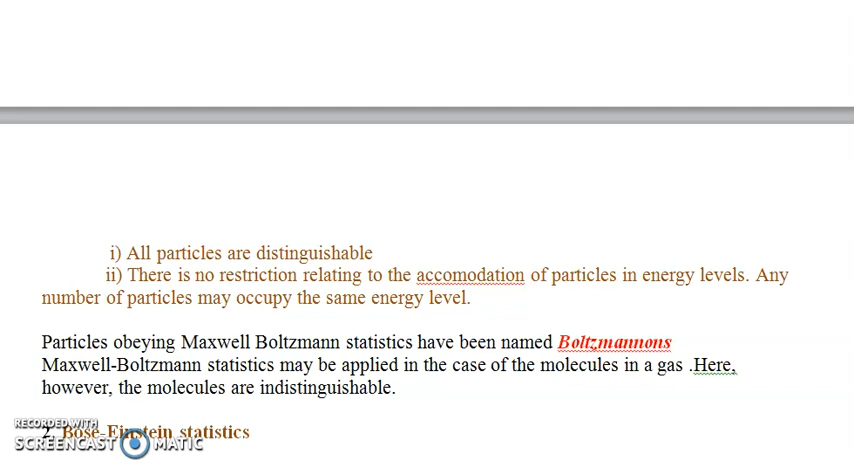 i) All particles are distinguishable
ii) There is no restriction relating to the accomodation of particles in energy levels. Any
number of particles may occupy the same energy level.
Particles obeying Maxwell Boltzmann statistics have been named Boltzmannons
Maxwell-Boltzmann statistics may be applied in the case of the molecules in a gas .Here,
however, the molecules are indistinguishable.
RECORDED WITH
2. Bose-Einstein statistics
SCREENCAST MATIC